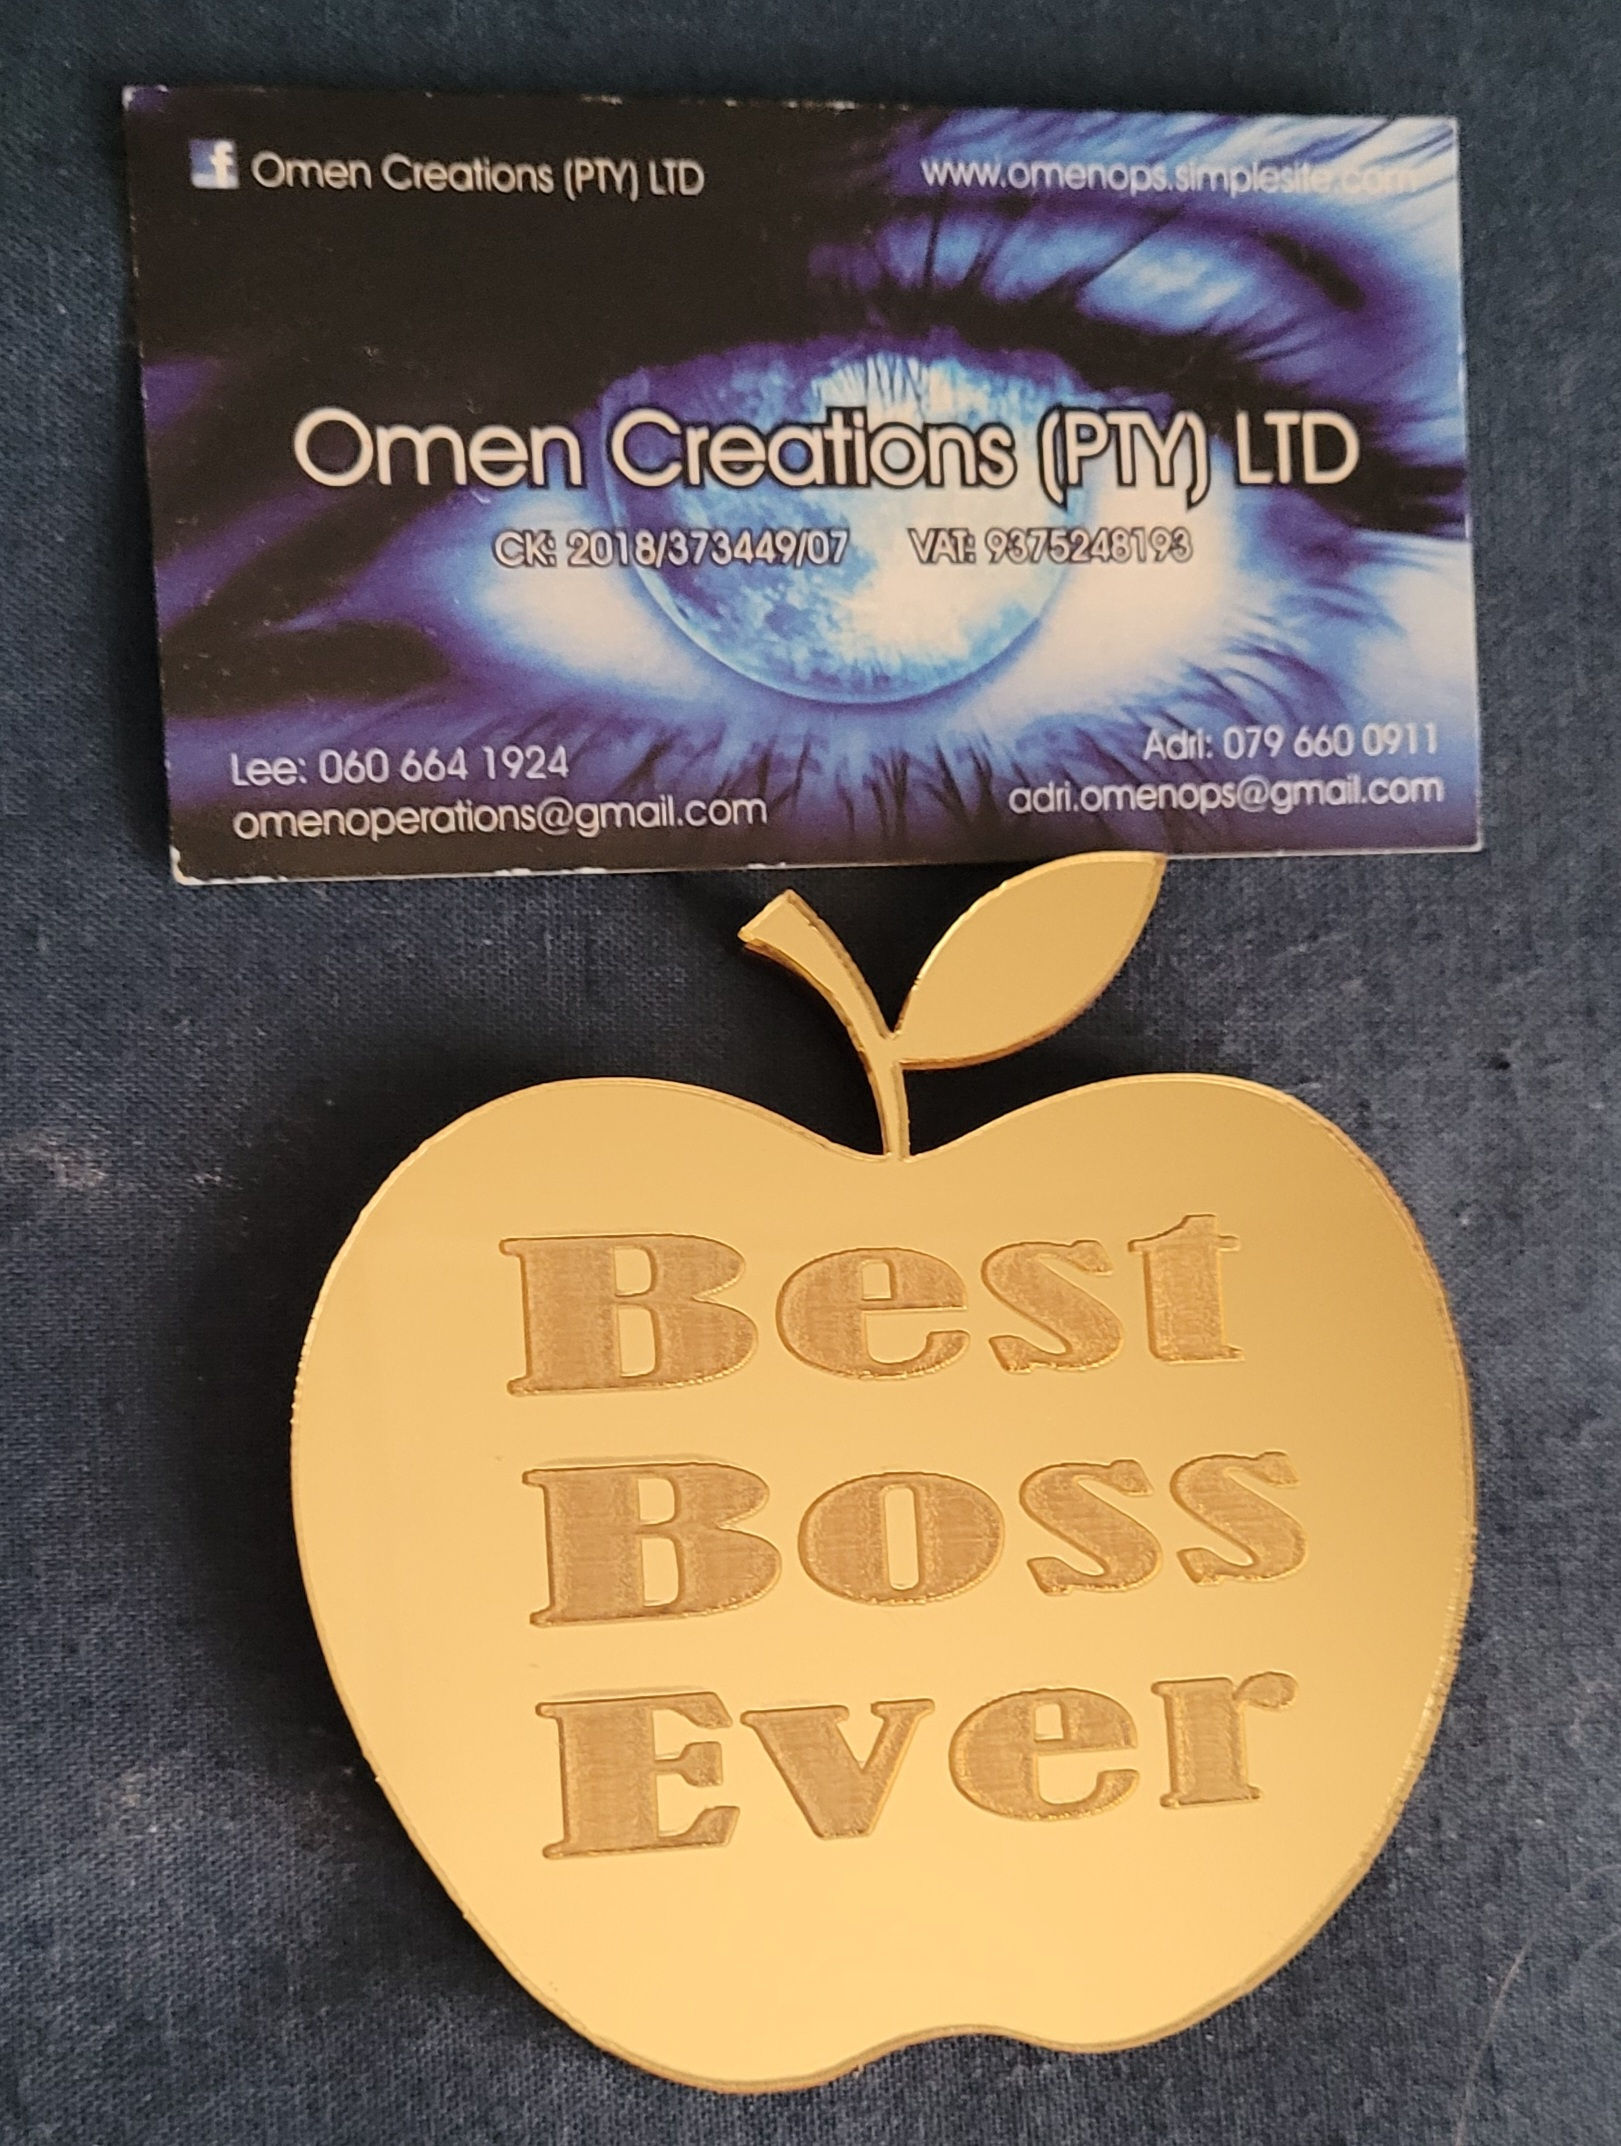 f Omen Creations (PTY) LTD
www.omenops.simplesite.com
Omen Creations (PTY) LTD
CK: 2018/373449/07 VAT: 9375248193
Lee: 060 664 1924
omenoperations@gmail.com
Adri: 079 660 0911
adri.omenops@gmail.com
Best
Boss
Ever